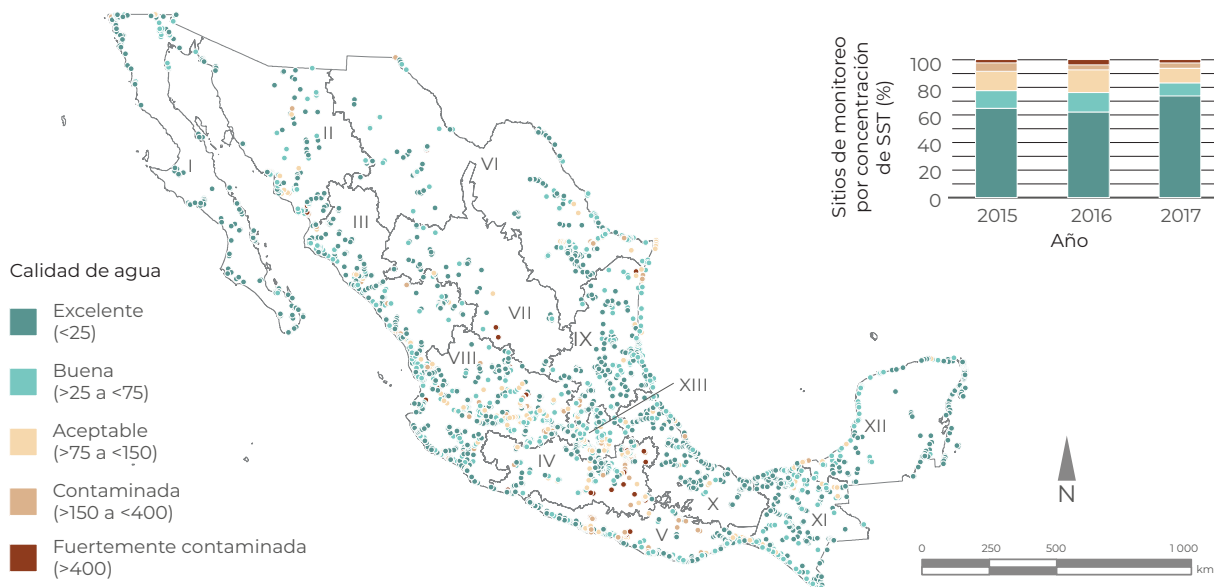 Sitios de monitoreo
por concentración
de SST (%)
100
80
60
40
20
0
2015 2016 2017
Año
I
II
III
VI
VII
VIII
IX
XIII
IV
V
X
XI
XII
Calidad de agua
Excelente
(<25)
Buena
(>25 a <75)
Aceptable
(>75 a <150)
Contaminada
(>150 a <400)
Fuertemente contaminada
(>400)
N
0 250 500 1 000
km